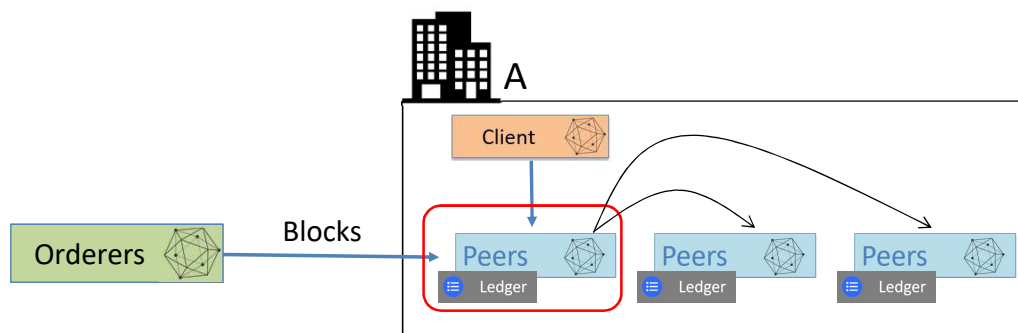 A
Client
Blocks
Orderers
Peers
Peers
Peers
Ledger
Ledger
Ledger